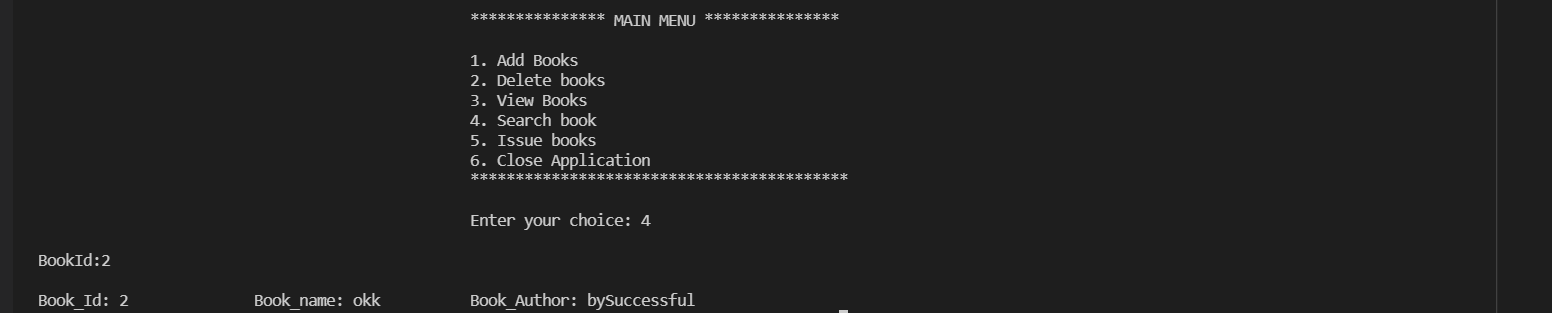 *************** MAIN MENU ***************
1. Add Books
2. Delete books
3. View Books
4. Search book
5. Issue books
6. Close Application
******************************************
Enter your choice: 4
BookId:2
Book_Id: 2 Book_name: okk Book_Author: bySuccessful